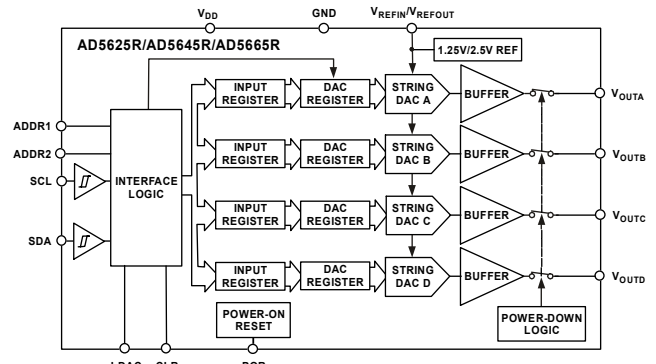 VDD
GND
VREFIN/VREFOUT
AD5625R/AD5645R/AD5665R
1.25V/2.5V REF
INPUT REGISTER
DAC REGISTER
STRING DAC A
BUFFER
VOUTA
ADDR1
ADDR2
SCL
SDA
INTERFACE LOGIC
INPUT REGISTER
DAC REGISTER
STRING DAC B
BUFFER
VOUTB
INPUT REGISTER
DAC REGISTER
STRING DAC C
BUFFER
VOUTC
INPUT REGISTER
DAC REGISTER
STRING DAC D
BUFFER
VOUTD
POWER-ON RESET
POWER-DOWN LOGIC